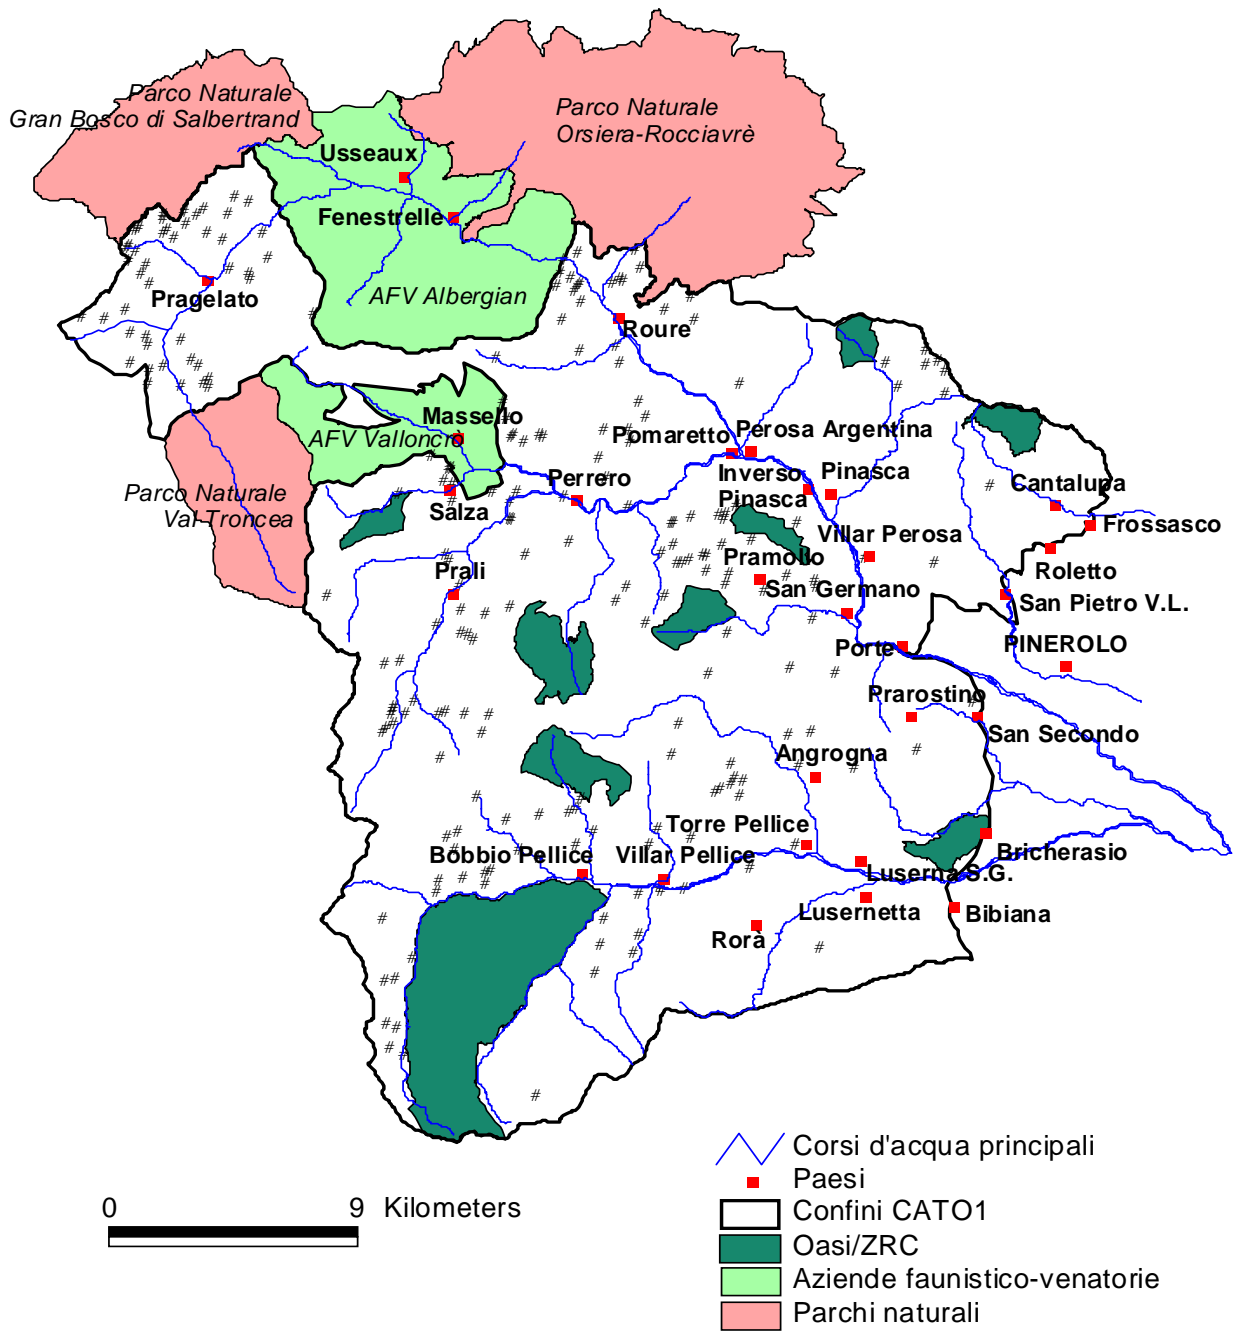 Parco Naturale
Gran Bosco di Salbertrand
Parco Naturale
Orsiera-Rocciavrè
Usseaux
Fenestrelle
AFV Albergian
Pragelato
Roure
Massello
AFV Valloncrò
Pomaretto
Perosa Argentina
Inverso
Pinasca
Pinasca
Perrero
Cantalupa
Parco Naturale
Val Troncea
Salza
Frossasco
Villar Perosa
Pramollo
Roletto
Prali
San Germano
San Pietro V.L.
Porte
PINEROLO
Prarostino
San Secondo
Angrogna
Torre Pellice
Bobbio Pellice
Villar Pellice
Bricherasio
Luserna S.G.
Lusernetta
Bibiana
Rorà
Corsi d'acqua principali
Paesi
Confini CATO1
Oasi/ZRC
Aziende faunistico-venatorie
Parchi naturali
0 9 Kilometers